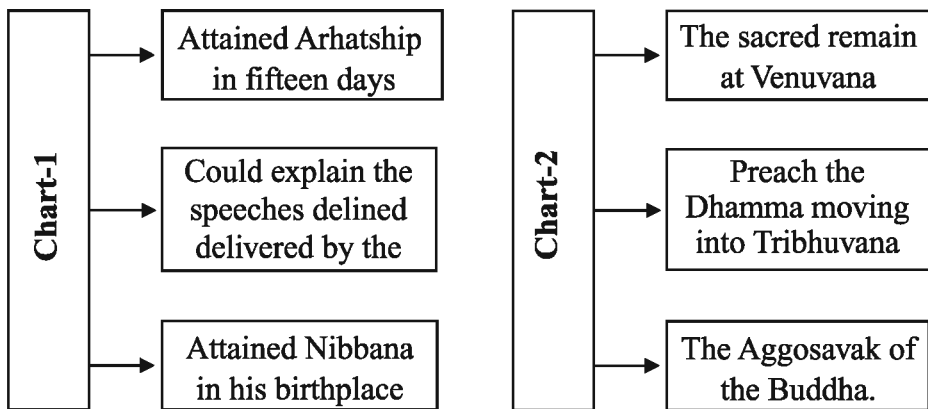 Chart-1
Attained Arhatship
in fifteen days
Could explain the
speeches delined
delivered by the
Attained Nibbana
in his birthplace
Chart-2
The sacred remain
at Venuvana
Preach the
Dhamma moving
into Tribhuvana
The Aggosavak of
the Buddha.